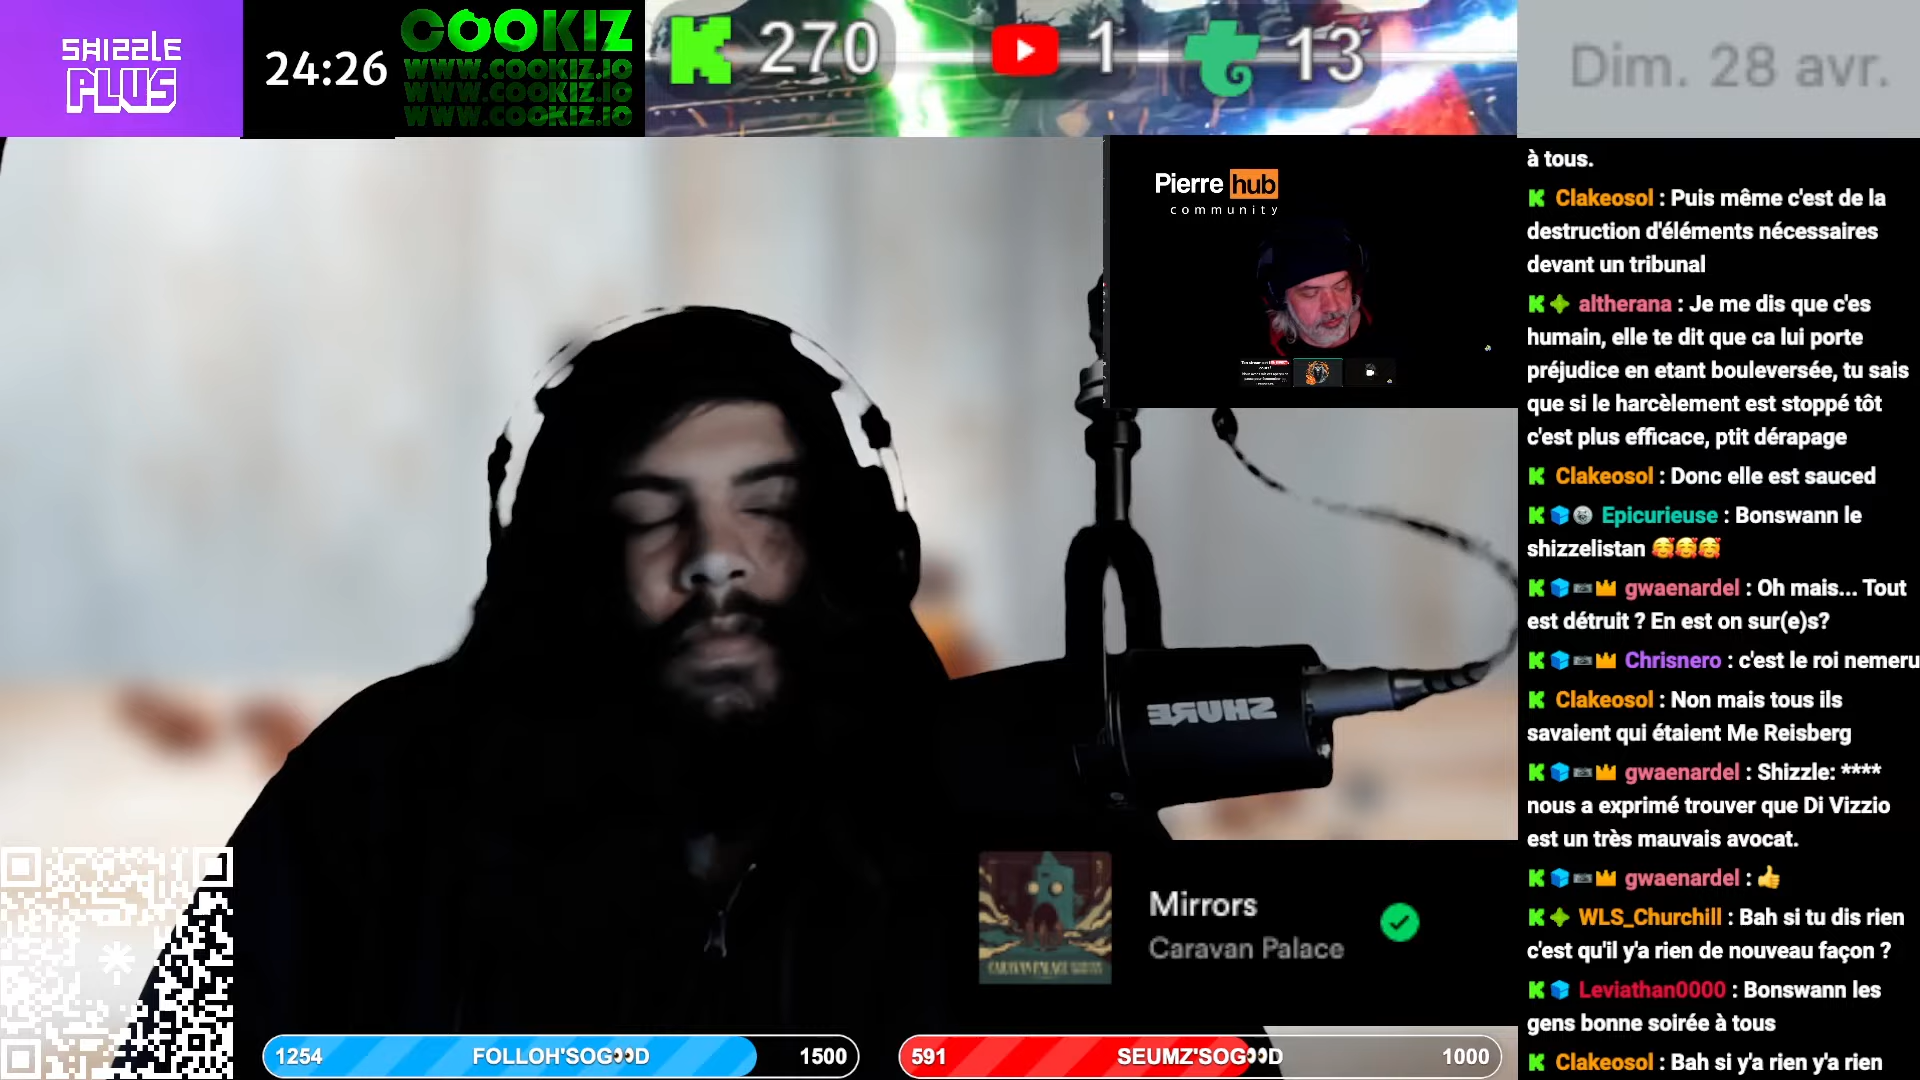 SHIZZLE
PLUS
24:26
COOKIZ
WWW.COOKIZ.IO
WWW.COOKIZ.IO
WWW.COOKIZ.IO
270
1
13
Dim. 28 avr.
Pierre hub
community
SHURE
Mirrors
Caravan Palace
1254 FOLLOH'SOG👀D 1500
591 SEUMZ'SOG👀D 1000
à tous.
Clakeosol : Puis même c'est de la
destruction d'éléments nécessaires
devant un tribunal
altherana : Je me dis que c'es
humain, elle te dit que ca lui porte
préjudice en etant bouleversée, tu sais
que si le harcèlement est stoppé tôt
c'est plus efficace, ptit dérapage
Clakeosol : Donc elle est sauced
Epicurieuse : Bonswann le
shizzelistan 🥰🥰🥰
gwaenardel : Oh mais... Tout
est détruit ? En est on sur(e)s?
Chrisnero : c'est le roi nemeru
Clakeosol : Non mais tous ils
savaient qui étaient Me Reisberg
gwaenardel : Shizzle: ****
nous a exprimé trouver que Di Vizzio
est un très mauvais avocat.
gwaenardel : 👍
WLS_Churchill : Bah si tu dis rien
c'est qu'il y'a rien de nouveau façon ?
Leviathan0000 : Bonswann les
gens bonne soirée à tous
Clakeosol : Bah si y'a rien y'a rien